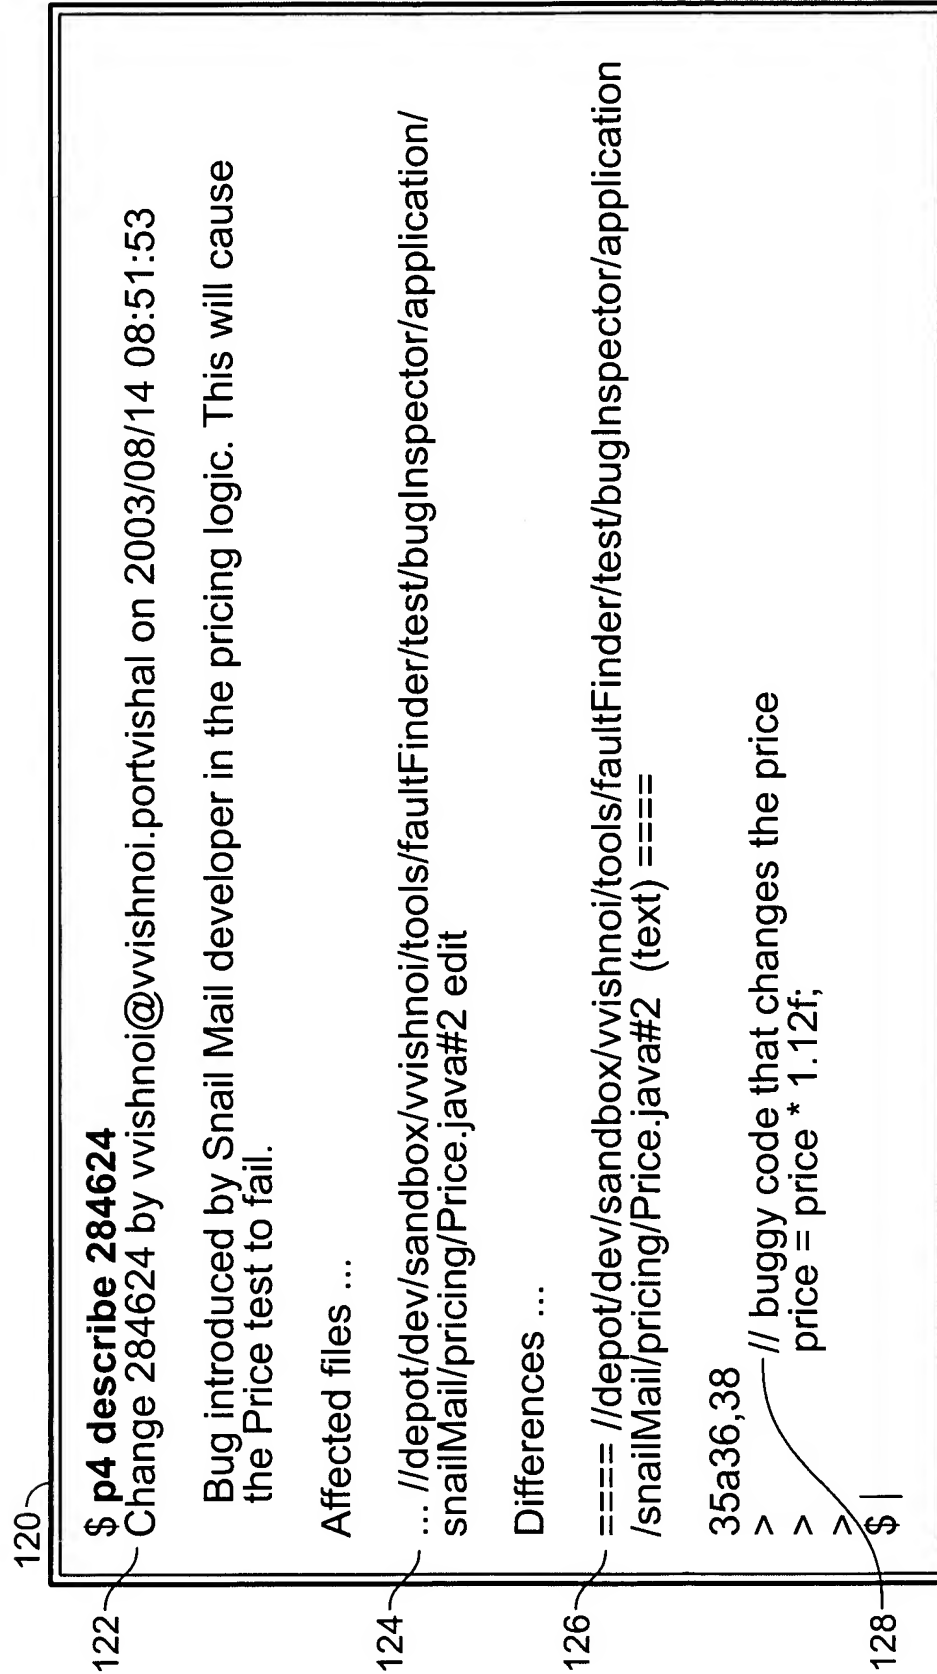 120
$ p4 describe 284624
122
Change 284624 by vvishnoi@vvishnoi.portvishal on 2003/08/14 08:51:53
Bug introduced by Snail Mail developer in the pricing logic. This will cause
the Price test to fail.
Affected files ...
124
... //depot/dev/sandbox/vvishnoi/tools/faultFinder/test/bugInspector/application/
snailMail/pricing/Price.java#2 edit
Differences ...
126
==== //depot/dev/sandbox/vvishnoi/tools/faultFinder/test/bugInspector/application
/snailMail/pricing/Price.java#2 (text) ====
35a36,38
> // buggy code that changes the price
> price = price * 1.12f;
>
$ |
128